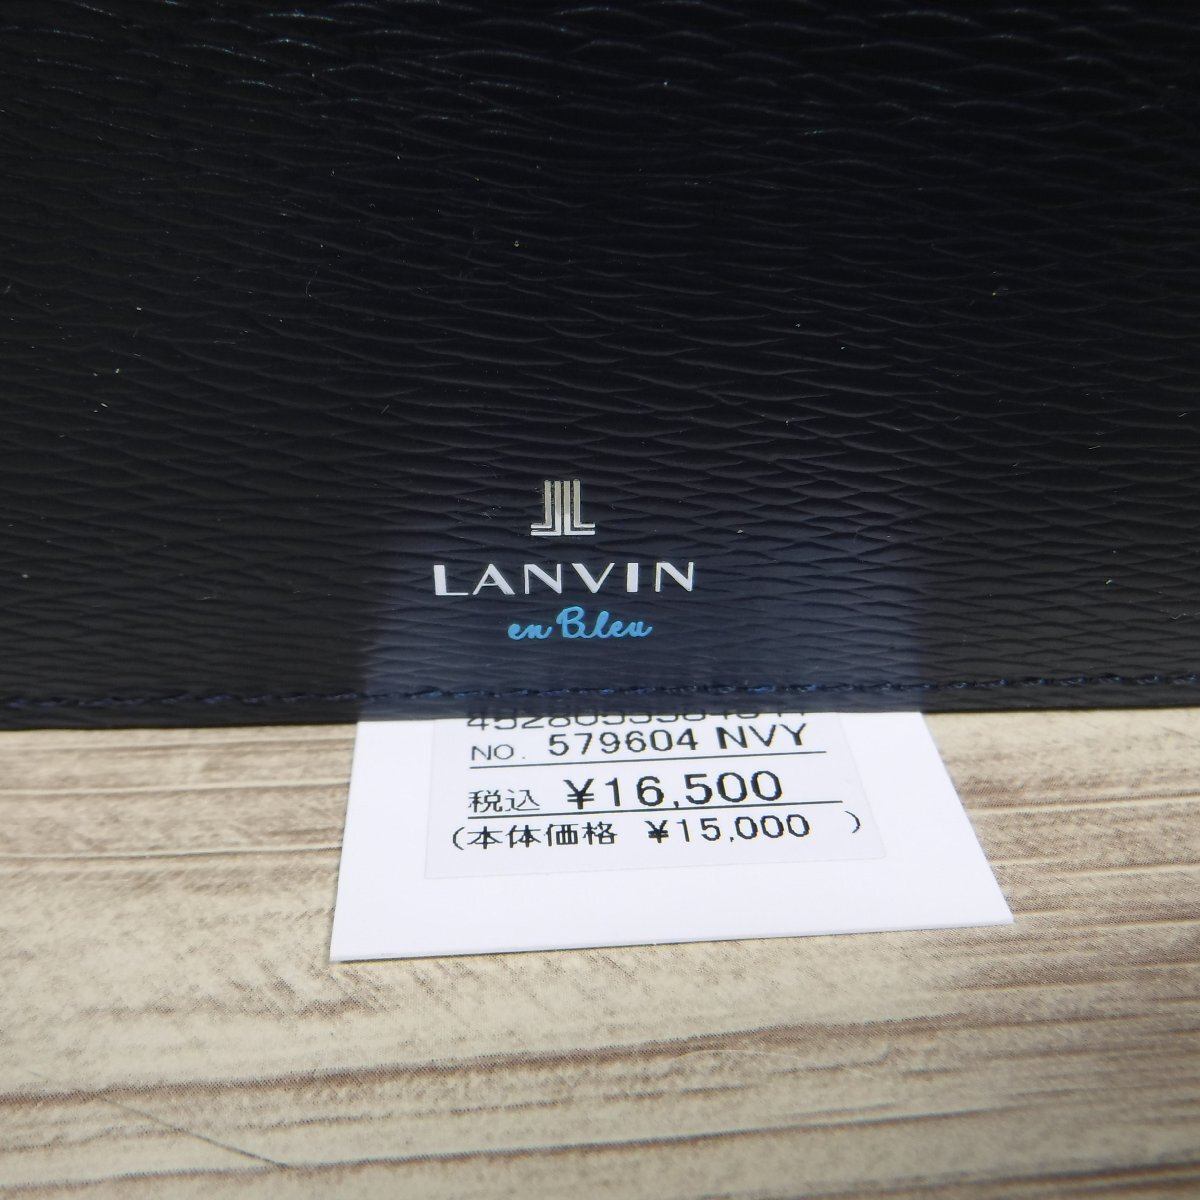 LANVIN
en Bleu
NO. 579604 NVY
税込 ¥16,500
(本体価格 ¥15,000 )